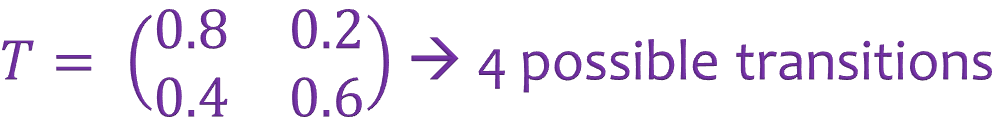 T = (0.8 0.2
0.4 0.6) → 4 possible transitions